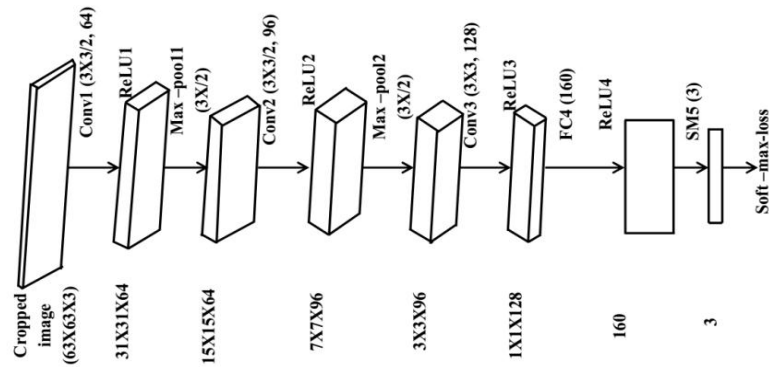 Cropped
image
(63X63X3)
Conv1 (3X3/2, 64)
31X31X64
ReLU1
Max –poo11
(3X/2)
15X15X64
Conv2 (3X3/2, 96)
7X7X96
ReLU2
Max –pool2
(3X/2)
3X3X96
Conv3 (3X3, 128)
1X1X128
ReLU3
FC4 (160)
160
ReLU4
SM5 (3)
3
Soft –max-loss